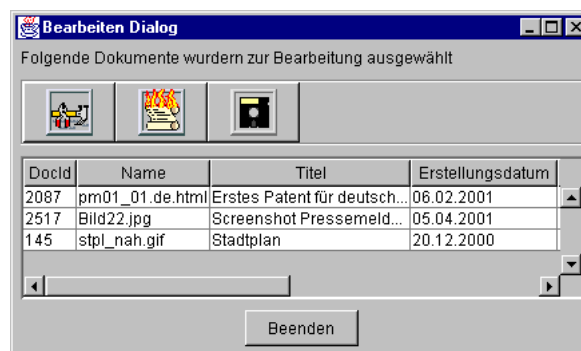 Bearbeiten Dialog
Folgende Dokumente wurdern zur Bearbeitung ausgewählt
DocId Name Titel Erstellungsdatum
2087 pm01_01.de.html Erstes Patent für deutsch... 06.02.2001
2517 Bild22.jpg Screenshot Pressemeld... 05.04.2001
145 stpl_nah.gif Stadtplan 20.12.2000
Beenden